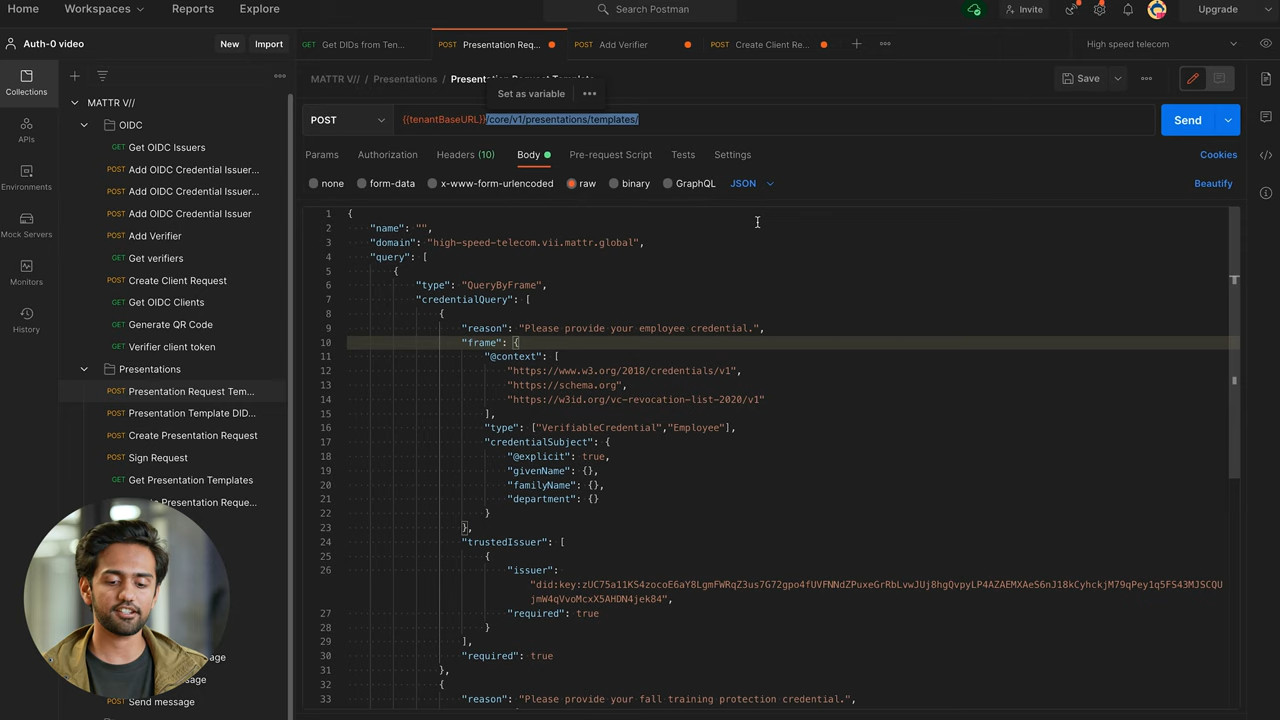 Home Workspaces Reports Explore Search Postman Invite Upgrade
Auth-0 video New Import
GET Get DIDs from Ten... POST Presentation Req... POST Add Verifier POST Create Client Re... High speed telecom
MATTR V// / Presentations / Presentation Request Template Save
Set as variable
POST {{tenantBaseURL}}/core/v1/presentations/templates/ Send
Params Authorization Headers (10) Body Pre-request Script Tests Settings Cookies
none form-data x-www-form-urlencoded raw binary GraphQL JSON Beautify
Collections
APIs
Environments
Mock Servers
Monitors
History
MATTR V//
OIDC
GET Get OIDC Issuers
POST Add OIDC Credential Issuer...
POST Add OIDC Credential Issuer...
POST Add OIDC Credential Issuer
POST Add Verifier
GET Get verifiers
POST Create Client Request
GET Get OIDC Clients
GET Generate QR Code
GET Verifier client token
Presentations
POST Presentation Request Tem...
POST Presentation Template DID...
POST Create Presentation Request
POST Sign Request
GET Get Presentation Templates
Reque...
age
age
POST Send message
1 {
2 "name": "",
3 "domain": "high-speed-telecom.vii.mattr.global",
4 "query": [
5 {
6 "type": "QueryByFrame",
7 "credentialQuery": [
8 {
9 "reason": "Please provide your employee credential.",
10 "frame": {
11 "@context": [
12 "https://www.w3.org/2018/credentials/v1",
13 "https://schema.org",
14 "https://w3id.org/vc-revocation-list-2020/v1"
15 ],
16 "type": ["VerifiableCredential","Employee"],
17 "credentialSubject": {
18 "@explicit": true,
19 "givenName": {},
20 "familyName": {},
21 "department": {}
22 }
23 },
24 "trustedIssuer": [
25 {
26 "issuer":
"did:key:zUC75a11KS4zocoE6aY8LgmFWRqZ3us7G72gpo4fUVFNNdZPuxeGrRbLvwJUj8hgQvpyLP4AZAEMXAeS6nJ18kCyhckjM79qPey1q5FS43MJSCQU
jmW4qVvoMcxX5AHDN4jek84",
27 "required": true
28 }
29 ],
30 "required": true
31 },
32 {
33 "reason": "Please provide your fall training protection credential.",